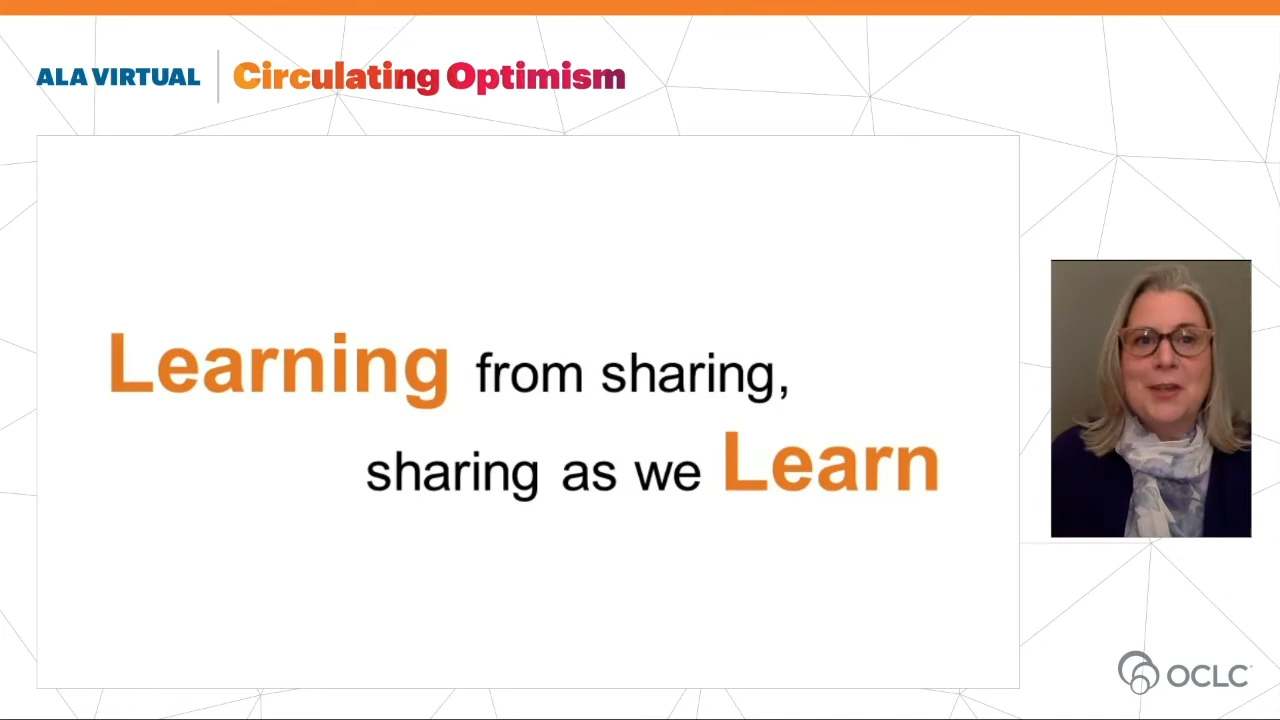 ALA VIRTUAL | Circulating Optimism
Learning from sharing,
sharing as we Learn
OCLC